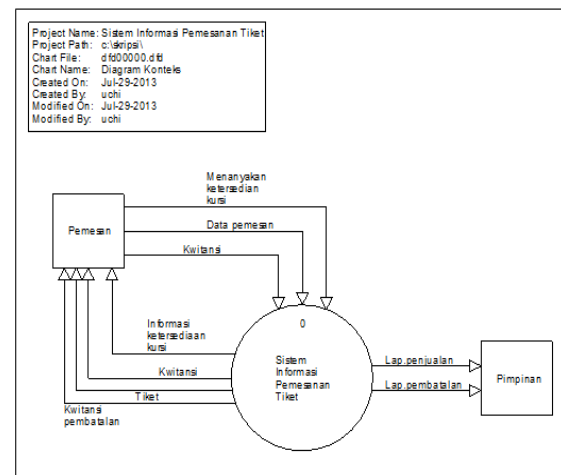 Project Name: Sistem Informasi Pemesanan Tiket
Project Path: c:\skripsi\
Chart File: dfd00000.dfd
Chart Name: Diagram Konteks
Created On: Jul-29-2013
Created By: uchi
Modified On: Jul-29-2013
Modified By: uchi
Menanyakan
ketersedian
kursi
Pemesan
Data pemesan
Kwitansi
Informasi
ketersediaan
kursi
0
Sistem
Informasi
Pemesanan
Tiket
Kwitansi
Tiket
Kwitansi
pembatalan
Lap.penjualan
Lap.pembatalan
Pimpinan